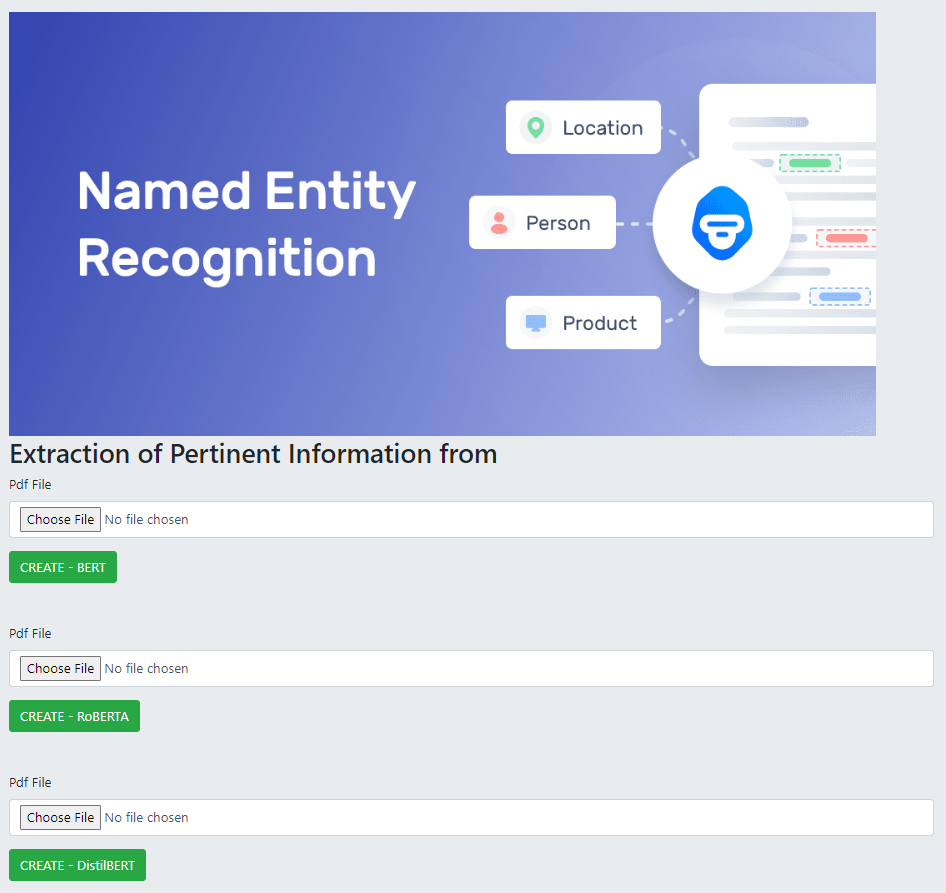 Named Entity
Recognition
Location
Person
Product
Extraction of Pertinent Information from
Pdf File
Choose File No file chosen
CREATE - BERT
Pdf File
Choose File No file chosen
CREATE - RoBERTA
Pdf File
Choose File No file chosen
CREATE - DistilBERT